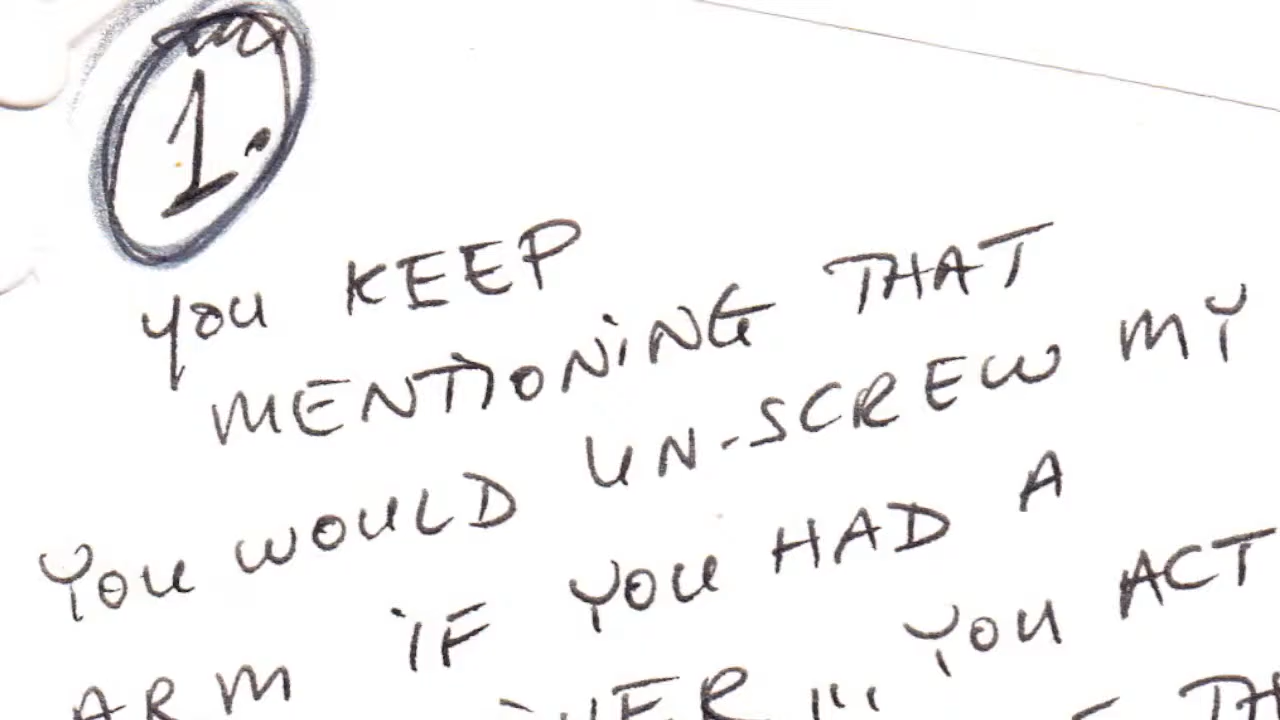 1.
YOU KEEP
MENTIONING THAT
YOU WOULD UN-SCREW MY
ARM IF YOU HAD A
YOU ACT